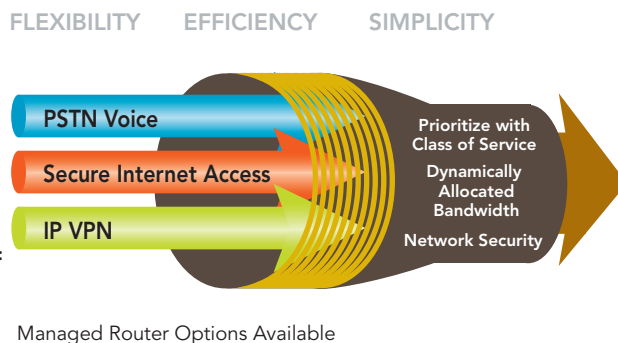 FLEXIBILITY EFFICIENCY SIMPLICITY
PSTN Voice
Secure Internet Access
IP VPN
Prioritize with
Class of Service
Dynamically
Allocated
Bandwidth
Network Security
:
Managed Router Options Available